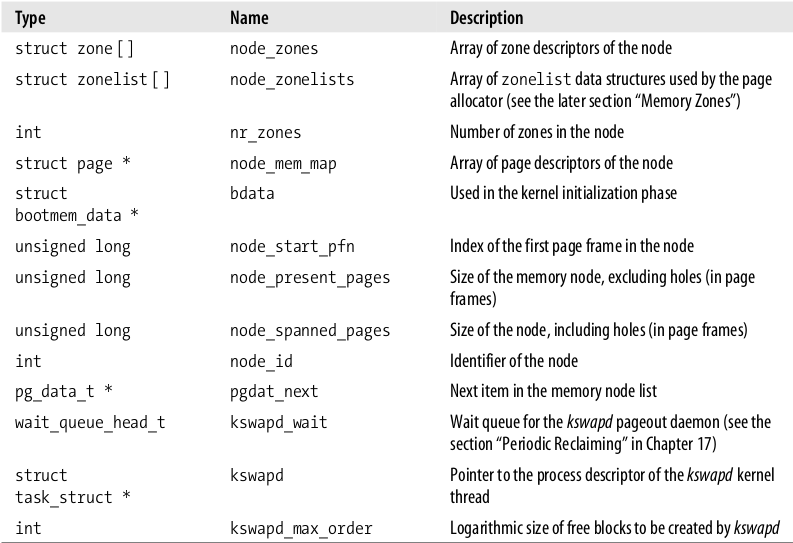 Type Name Description
struct zone[] node_zones Array of zone descriptors of the node
struct zonelist[] node_zonelists Array of zonelist data structures used by the page
allocator (see the later section “Memory Zones”)
int nr_zones Number of zones in the node
struct page * node_mem_map Array of page descriptors of the node
struct bdata Used in the kernel initialization phase
bootmem_data *
unsigned long node_start_pfn Index of the first page frame in the node
unsigned long node_present_pages Size of the memory node, excluding holes (in page
frames)
unsigned long node_spanned_pages Size of the node, including holes (in page frames)
int node_id Identifier of the node
pg_data_t * pgdat_next Next item in the memory node list
wait_queue_head_t kswapd_wait Wait queue for the kswapd pageout daemon (see the
section “Periodic Reclaiming” in Chapter 17)
struct kswapd Pointer to the process descriptor of the kswapd kernel
task_struct * thread
int kswapd_max_order Logarithmic size of free blocks to be created by kswapd